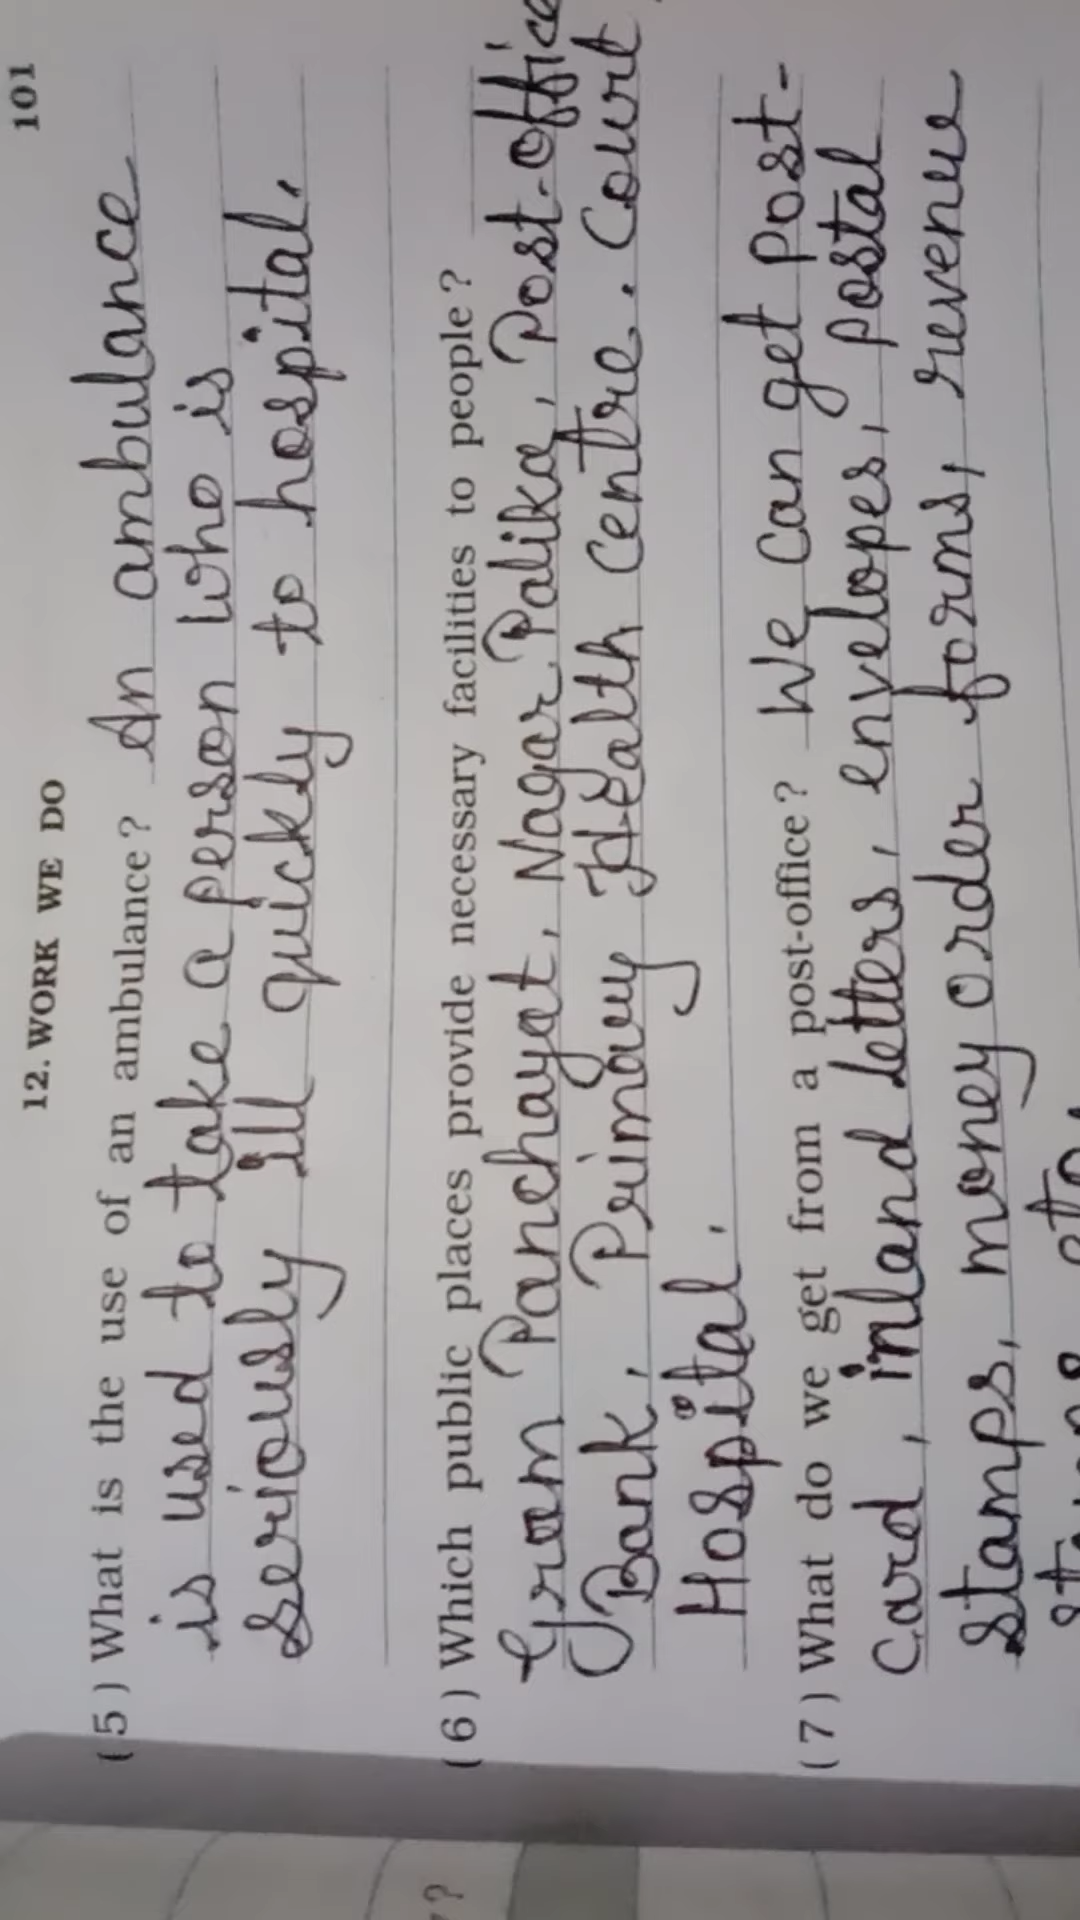 12. WORK WE DO 101
(5) What is the use of an ambulance? An ambulance
is used to take a person who is
seriously ill quickly to hospital.
(6) Which public places provide necessary facilities to people?
Gram Panchayat, Nagar Palika, Post-office,
Bank, Primary Health Centre. Court
Hospital.
(7) What do we get from a post-office? We can get post-
card, inland letters, envelopes, postal
stamps, money order forms, revenue